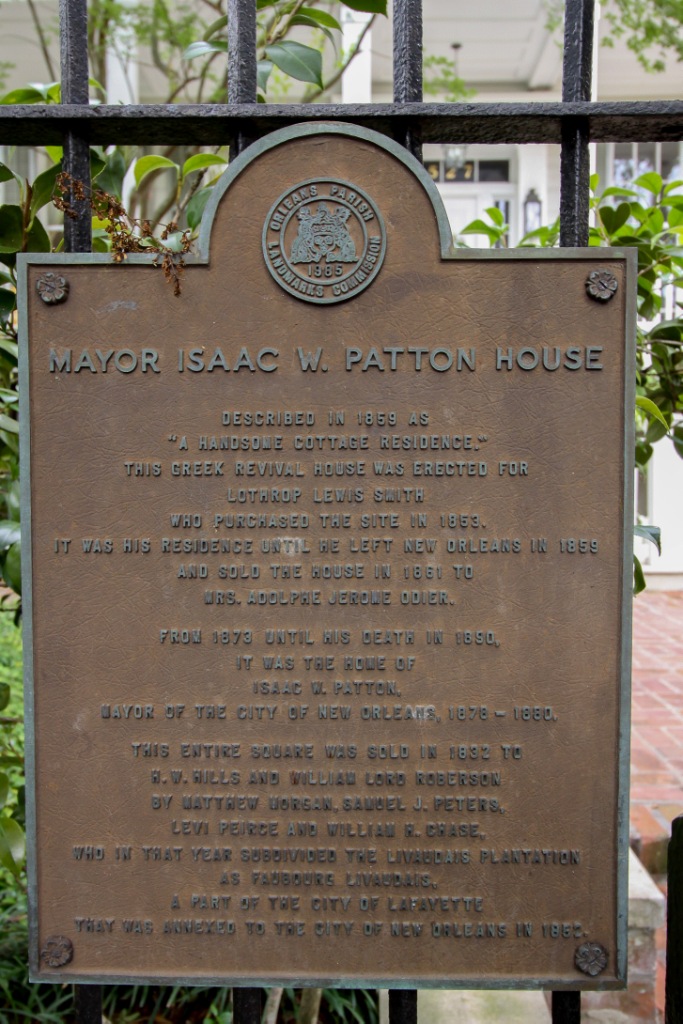 ORLEANS PARISH
1985
LANDMARKS COMMISSION
MAYOR ISAAC W. PATTON HOUSE
DESCRIBED IN 1859 AS
"A HANDSOME COTTAGE RESIDENCE."
THIS GREEK REVIVAL HOUSE WAS ERECTED FOR
LOTHROP LEWIS SMITH
WHO PURCHASED THE SITE IN 1853.
IT WAS HIS RESIDENCE UNTIL HE LEFT NEW ORLEANS IN 1859
AND SOLD THE HOUSE IN 1861 TO
MRS. ADOLPHE JEROME ODIER.
FROM 1873 UNTIL HIS DEATH IN 1890,
IT WAS THE HOME OF
ISAAC W. PATTON,
MAYOR OF THE CITY OF NEW ORLEANS, 1878 - 1880.
THIS ENTIRE SQUARE WAS SOLD IN 1832 TO
H. W. HILLS AND WILLIAM LORD ROBERSON
BY MATTHEW MORGAN, SAMUEL J. PETERS,
LEVI PEIRCE AND WILLIAM H. CHASE,
WHO IN THAT YEAR SUBDIVIDED THE LIVAUDAIS PLANTATION
AS FAUBOURG LIVAUDAIS,
A PART OF THE CITY OF LAFAYETTE
THAT WAS ANNEXED TO THE CITY OF NEW ORLEANS IN 1852.